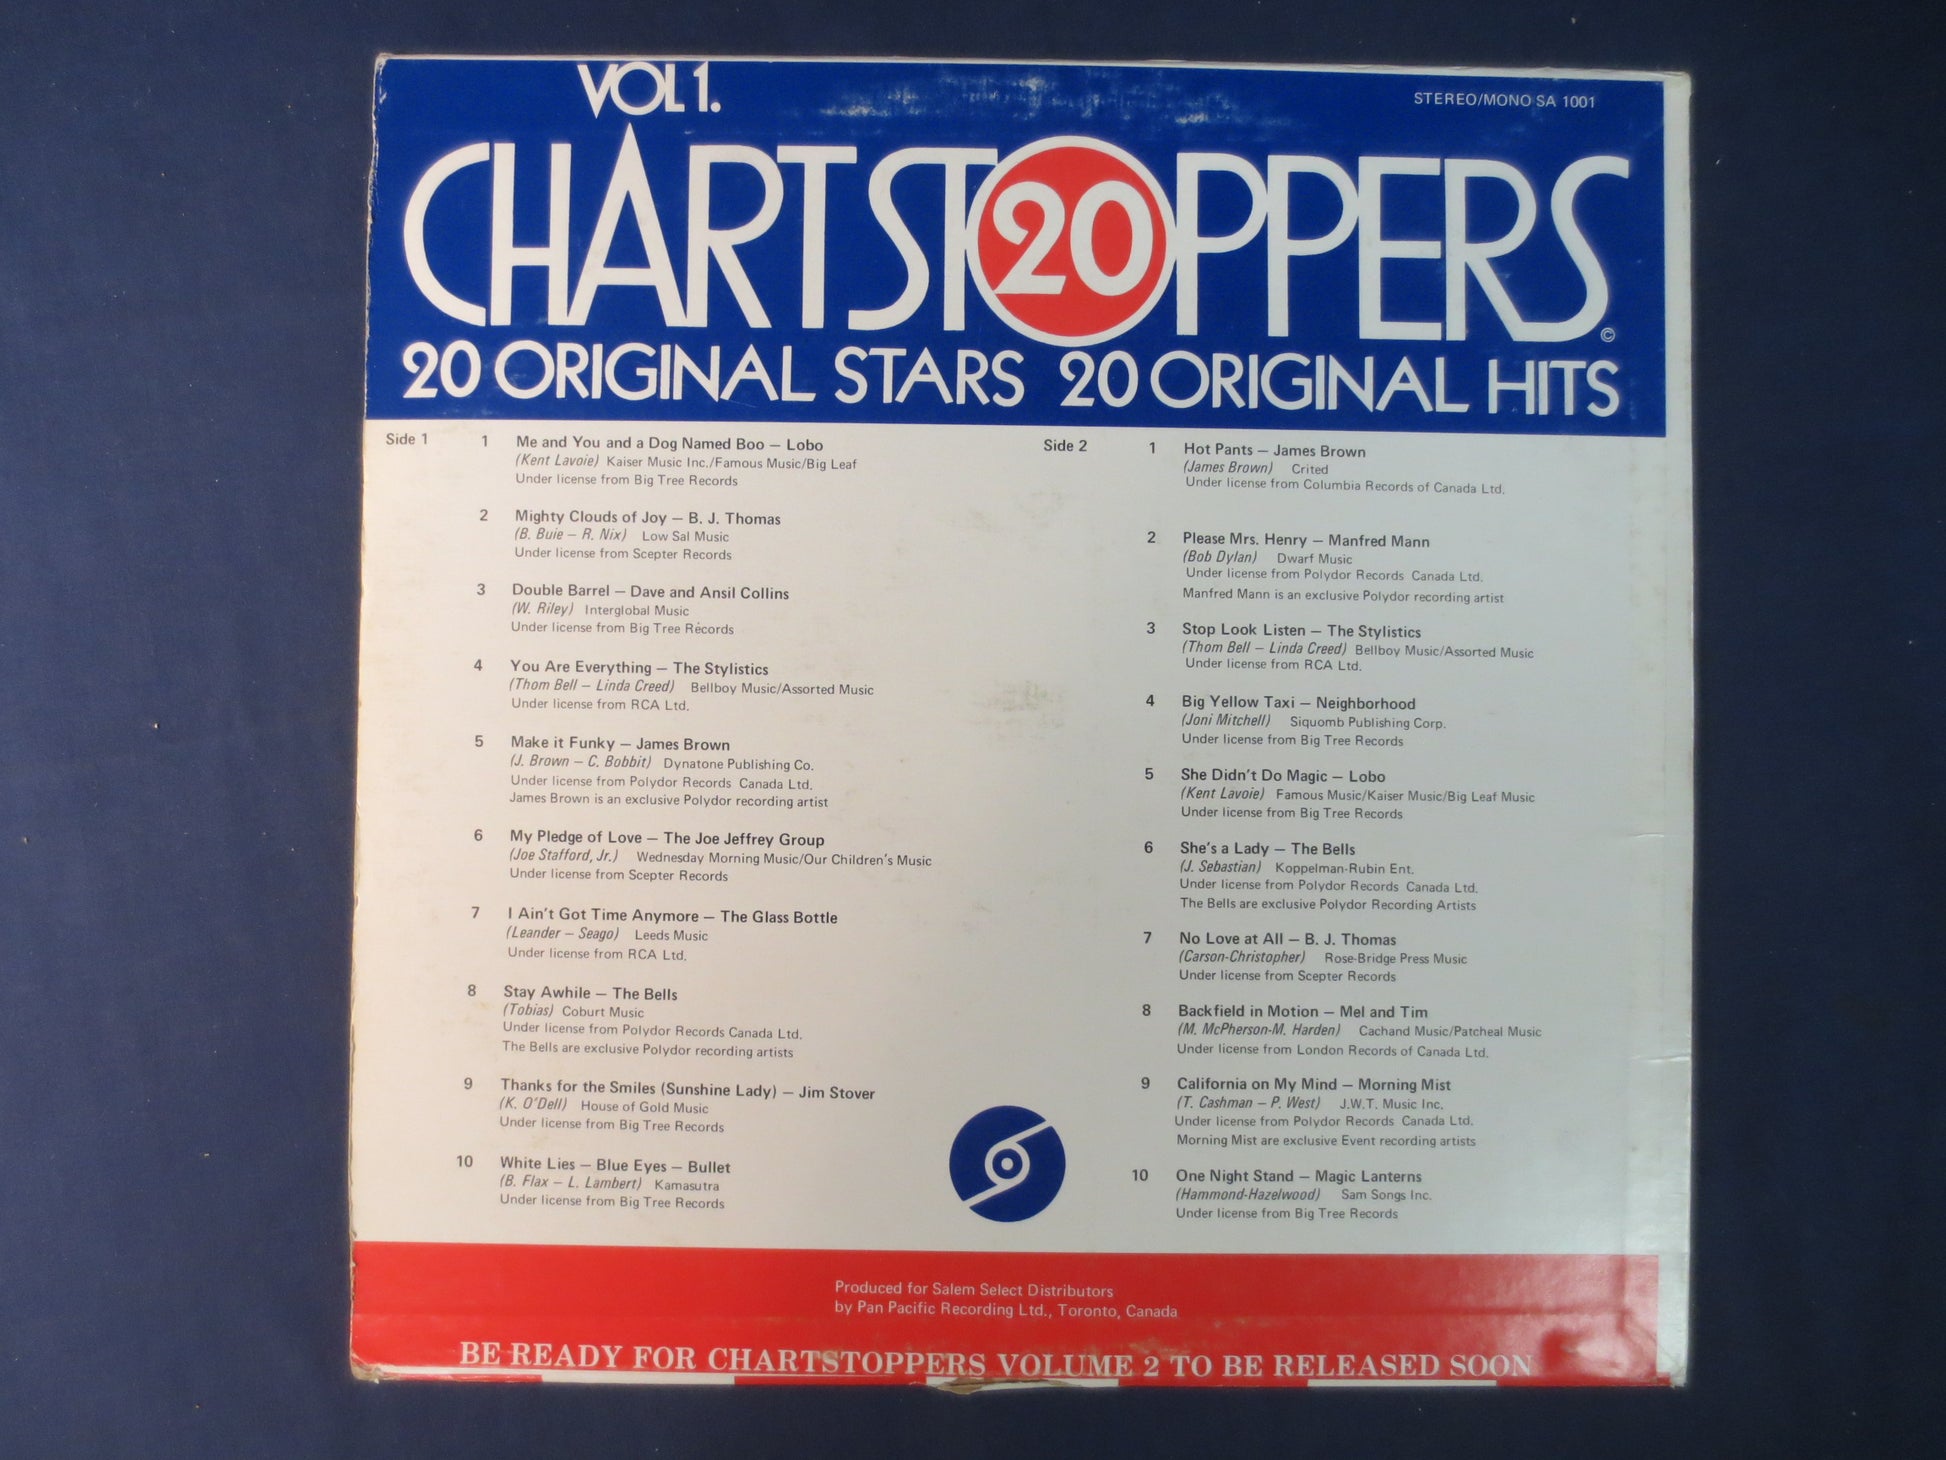 VOL 1.
STEREO/MONO SA 1001
CHARTST20PPERS
©
20 ORIGINAL STARS 20 ORIGINAL HITS
Side 1
1 Me and You and a Dog Named Boo – Lobo
(Kent Lavoie) Kaiser Music Inc./Famous Music/Big Leaf
Under license from Big Tree Records
2 Mighty Clouds of Joy – B. J. Thomas
(B. Buie – R. Nix) Low Sal Music
Under license from Scepter Records
3 Double Barrel – Dave and Ansil Collins
(W. Riley) Interglobal Music
Under license from Big Tree Records
4 You Are Everything – The Stylistics
(Thom Bell – Linda Creed) Bellboy Music/Assorted Music
Under license from RCA Ltd.
5 Make it Funky – James Brown
(J. Brown – C. Bobbit) Dynatone Publishing Co.
Under license from Polydor Records Canada Ltd.
James Brown is an exclusive Polydor recording artist
6 My Pledge of Love – The Joe Jeffrey Group
(Joe Stafford, Jr.) Wednesday Morning Music/Our Children's Music
Under license from Scepter Records
7 I Ain't Got Time Anymore – The Glass Bottle
(Leander – Seago) Leeds Music
Under license from RCA Ltd.
8 Stay Awhile – The Bells
(Tobias) Coburt Music
Under license from Polydor Records Canada Ltd.
The Bells are exclusive Polydor recording artists
9 Thanks for the Smiles (Sunshine Lady) – Jim Stover
(K. O'Dell) House of Gold Music
Under license from Big Tree Records
10 White Lies – Blue Eyes – Bullet
(B. Flax – L. Lambert) Kamasutra
Under license from Big Tree Records
Side 2
1 Hot Pants – James Brown
(James Brown) Crited
Under license from Columbia Records of Canada Ltd.
2 Please Mrs. Henry – Manfred Mann
(Bob Dylan) Dwarf Music
Under license from Polydor Records Canada Ltd.
Manfred Mann is an exclusive Polydor recording artist
3 Stop Look Listen – The Stylistics
(Thom Bell – Linda Creed) Bellboy Music/Assorted Music
Under license from RCA Ltd.
4 Big Yellow Taxi – Neighborhood
(Joni Mitchell) Siquomb Publishing Corp.
Under license from Big Tree Records
5 She Didn't Do Magic – Lobo
(Kent Lavoie) Famous Music/Kaiser Music/Big Leaf Music
Under license from Big Tree Records
6 She's a Lady – The Bells
(J. Sebastian) Koppelman-Rubin Ent.
Under license from Polydor Records Canada Ltd.
The Bells are exclusive Polydor Recording Artists
7 No Love at All – B. J. Thomas
(Carson-Christopher) Rose-Bridge Press Music
Under license from Scepter Records
8 Backfield in Motion – Mel and Tim
(M. McPherson-M. Harden) Cachand Music/Patcheal Music
Under license from London Records of Canada Ltd.
9 California on My Mind – Morning Mist
(T. Cashman – P. West) J.W.T. Music Inc.
Under license from Polydor Records Canada Ltd.
Morning Mist are exclusive Event recording artists
10 One Night Stand – Magic Lanterns
(Hammond-Hazelwood) Sam Songs Inc.
Under license from Big Tree Records
Produced for Salem Select Distributors
by Pan Pacific Recording Ltd., Toronto, Canada
BE READY FOR CHARTSTOPPERS VOLUME 2 TO BE RELEASED SOON